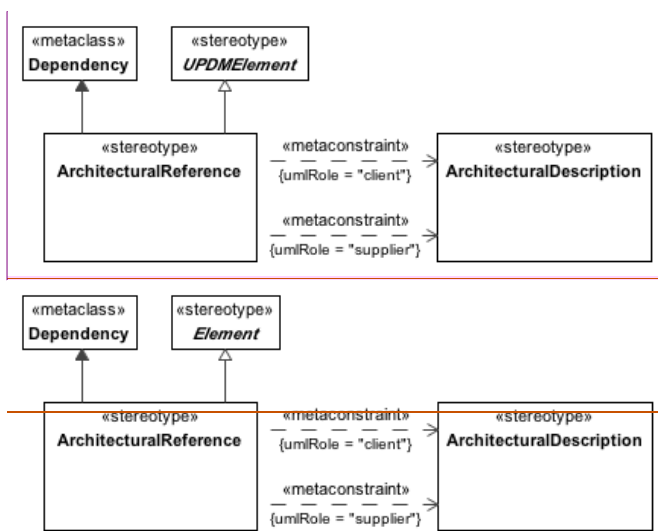 «metaclass»
Dependency
«stereotype»
UPDMElement
«stereotype»
ArchitecturalReference
«metaconstraint»
{umlRole = "client"}
«metaconstraint»
{umlRole = "supplier"}
«stereotype»
ArchitecturalDescription
«metaclass»
Dependency
«stereotype»
Element
«stereotype»
ArchitecturalReference
«metaconstraint»
{umlRole = "client"}
«metaconstraint»
{umlRole = "supplier"}
«stereotype»
ArchitecturalDescription